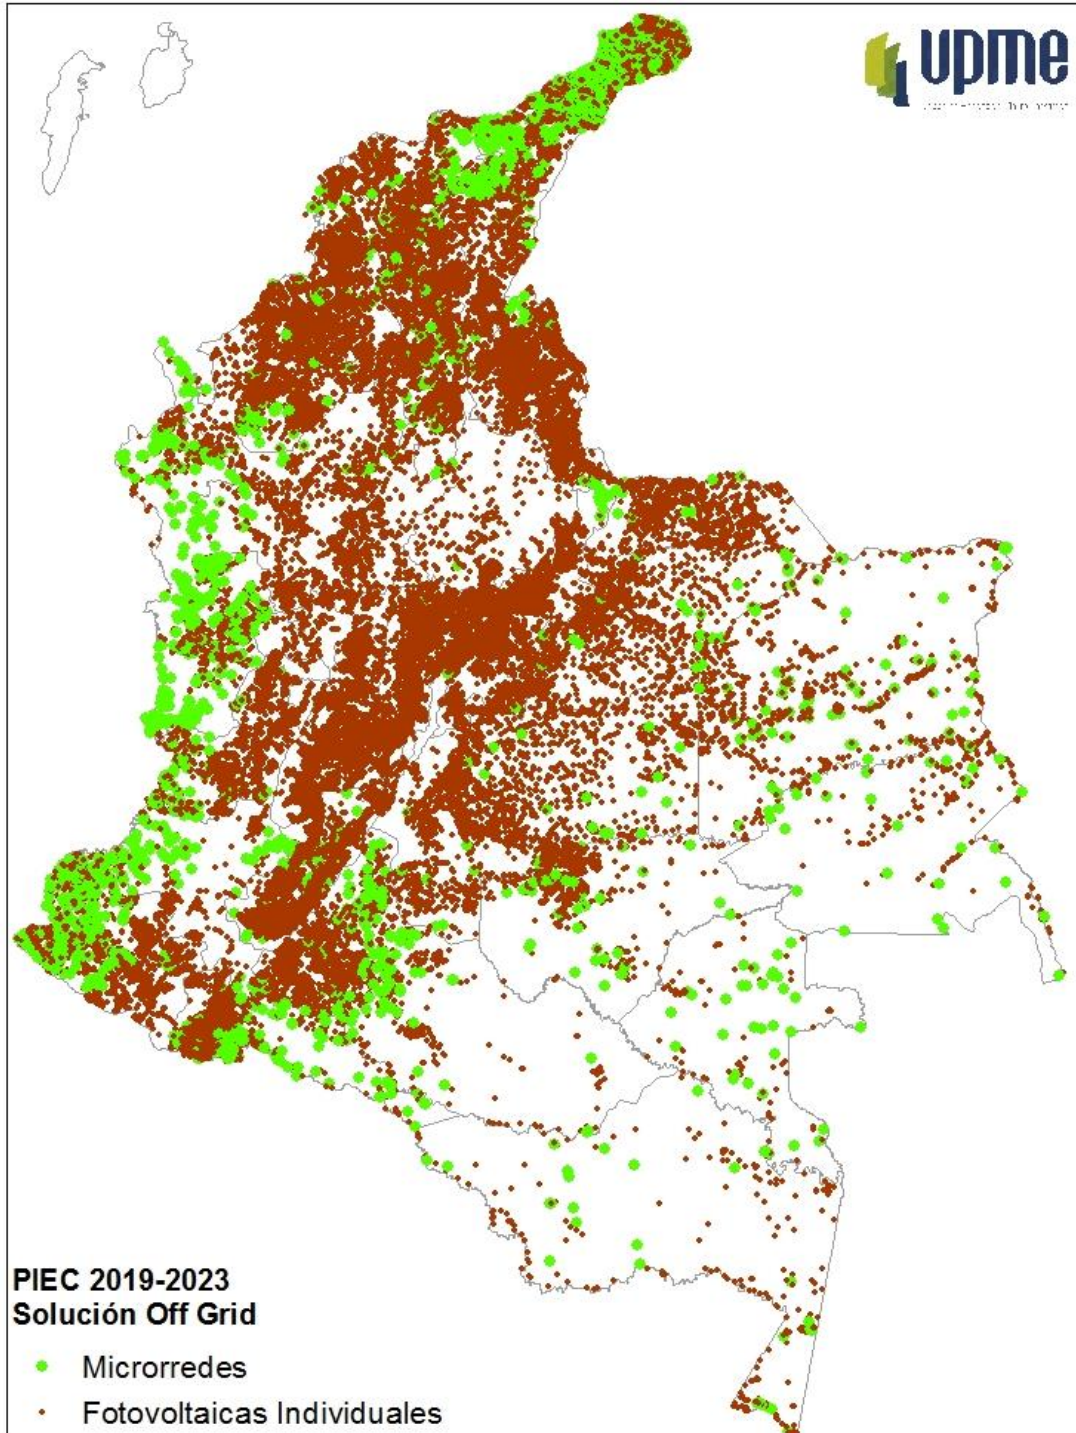 upme
PIEC 2019-2023
Solución Off Grid
Microrredes
Fotovoltaicas Individuales